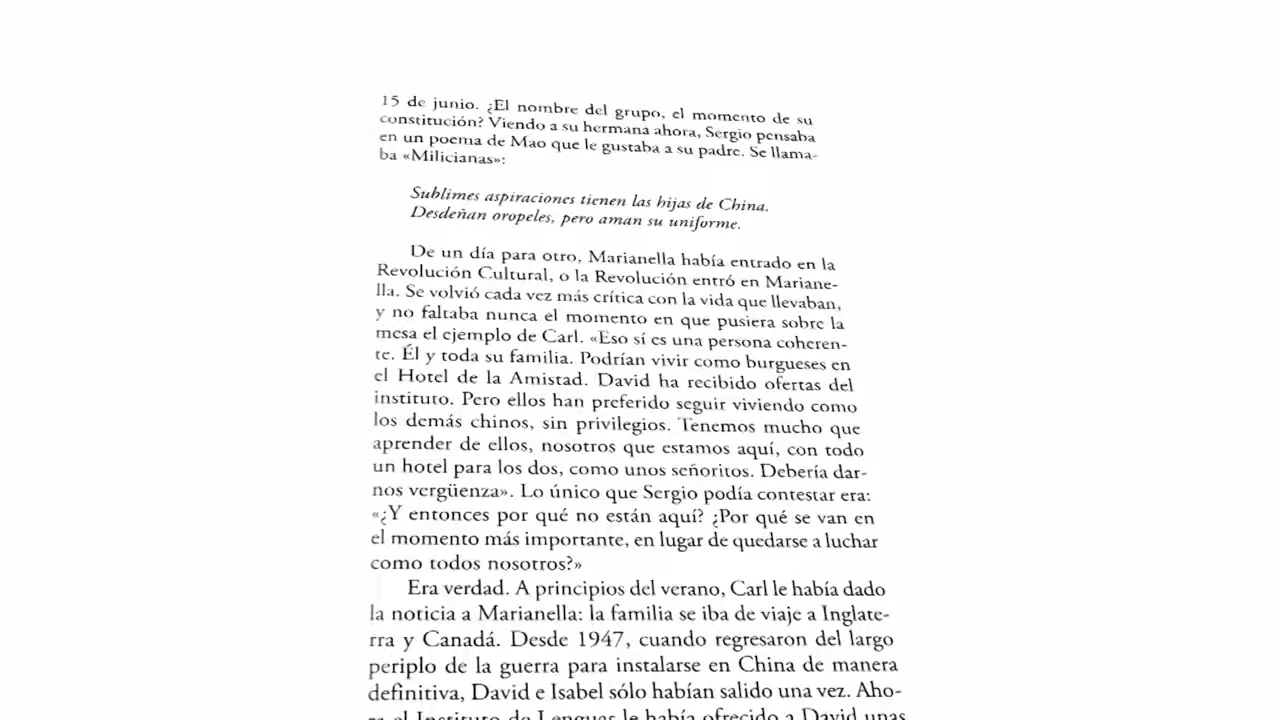 15 de junio. ¿El nombre del grupo, el momento de su
constitución? Viendo a su hermana ahora, Sergio pensaba
en un poema de Mao que le gustaba a su padre. Se llama-
ba «Milicianas»:
Sublimes aspiraciones tienen las hijas de China.
Desdeñan oropeles, pero aman su uniforme.
De un día para otro, Marianella había entrado en la
Revolución Cultural, o la Revolución entró en Mariane-
lla. Se volvió cada vez más crítica con la vida que llevaban,
y no faltaba nunca el momento en que pusiera sobre la
mesa el ejemplo de Carl. «Eso sí es una persona coheren-
te. Él y toda su familia. Podrían vivir como burgueses en
el Hotel de la Amistad. David ha recibido ofertas del
instituto. Pero ellos han preferido seguir viviendo como
los demás chinos, sin privilegios. Tenemos mucho que
aprender de ellos, nosotros que estamos aquí, con todo
un hotel para los dos, como unos señoritos. Debería dar-
nos vergüenza». Lo único que Sergio podía contestar era:
«¿Y entonces por qué no están aquí? ¿Por qué se van en
el momento más importante, en lugar de quedarse a luchar
como todos nosotros?»
Era verdad. A principios del verano, Carl le había dado
la noticia a Marianella: la familia se iba de viaje a Inglate-
rra y Canadá. Desde 1947, cuando regresaron del largo
periplo de la guerra para instalarse en China de manera
definitiva, David e Isabel sólo habían salido una vez. Aho-
ra el Instituto de Lenguas le había ofrecido a David unas